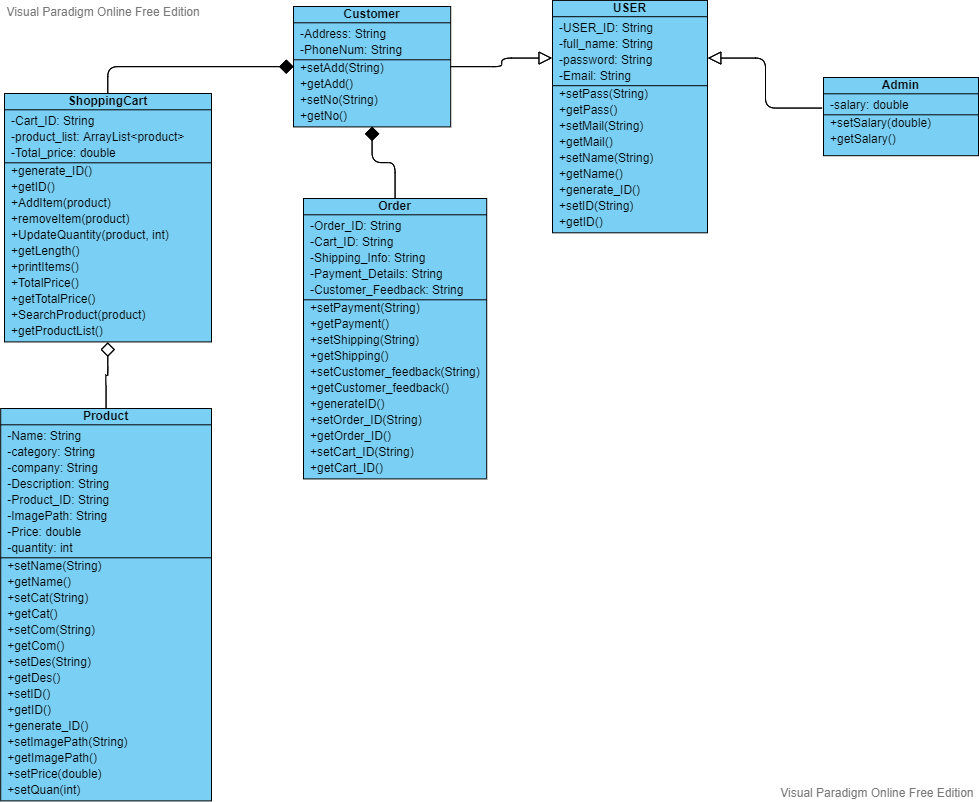 Visual Paradigm Online Free Edition
Customer
-Address: String
-PhoneNum: String
+setAdd(String)
+getAdd()
+setNo(String)
+getNo()
USER
-USER_ID: String
-full_name: String
-password: String
-Email: String
+setPass(String)
+getPass()
+setMail(String)
+getMail()
+setName(String)
+getName()
+generate_ID()
+setID(String)
+getID()
Admin
-salary: double
+setSalary(double)
+getSalary()
ShoppingCart
-Cart_ID: String
-product_list: ArrayList<product>
-Total_price: double
+generate_ID()
+getID()
+AddItem(product)
+removeItem(product)
+UpdateQuantity(product, int)
+getLength()
+printItems()
+TotalPrice()
+getTotalPrice()
+SearchProduct(product)
+getProductList()
Order
-Order_ID: String
-Cart_ID: String
-Shipping_Info: String
-Payment_Details: String
-Customer_Feedback: String
+setPayment(String)
+getPayment()
+setShipping(String)
+getShipping()
+setCustomer_feedback(String)
+getCustomer_feedback()
+generateID()
+setOrder_ID(String)
+getOrder_ID()
+setCart_ID(String)
+getCart_ID()
Product
-Name: String
-category: String
-company: String
-Description: String
-Product_ID: String
-ImagePath: String
-Price: double
-quantity: int
+setName(String)
+getName()
+setCat(String)
+getCat()
+setCom(String)
+getCom()
+setDes(String)
+getDes()
+setID()
+getID()
+generate_ID()
+setImagePath(String)
+getImagePath()
+setPrice(double)
+setQuan(int)
Visual Paradigm Online Free Edition